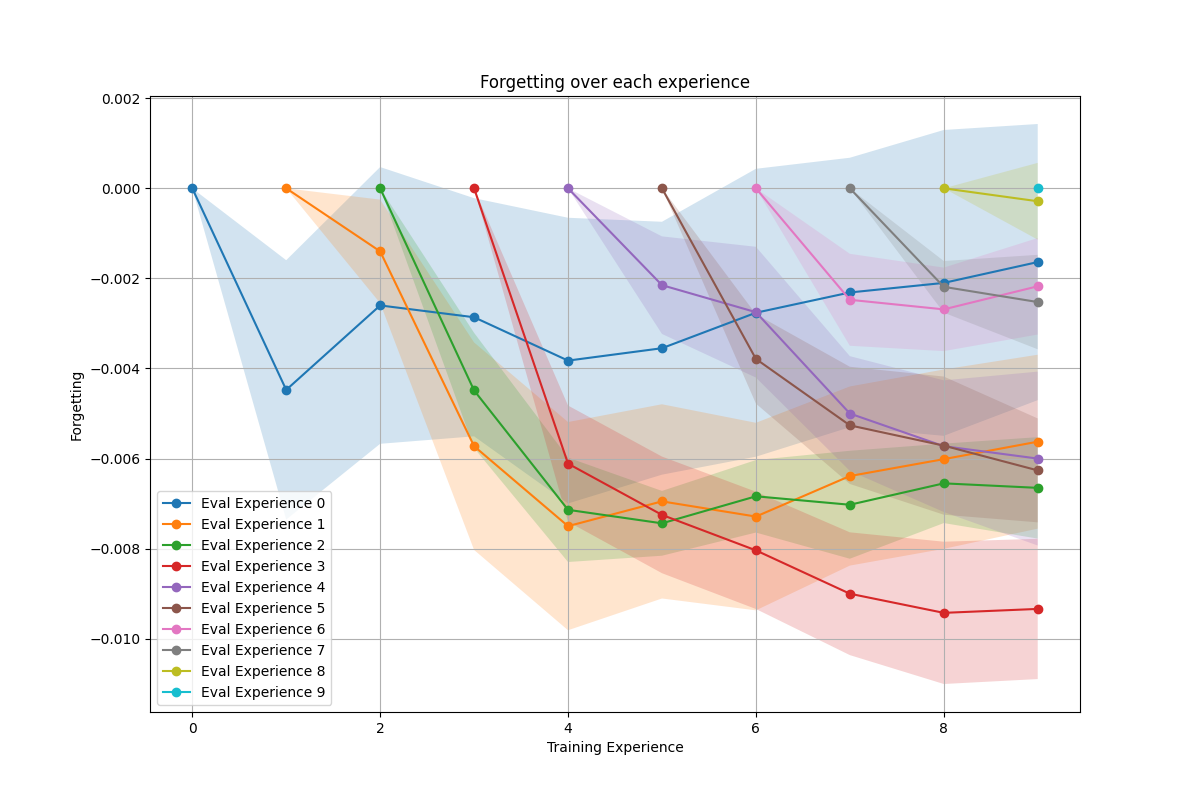 Forgetting over each experience
0.002
0.000
−0.002
−0.004
−0.006
−0.008
−0.010
Forgetting
Eval Experience 0
Eval Experience 1
Eval Experience 2
Eval Experience 3
Eval Experience 4
Eval Experience 5
Eval Experience 6
Eval Experience 7
Eval Experience 8
Eval Experience 9
0 2 4 6 8
Training Experience